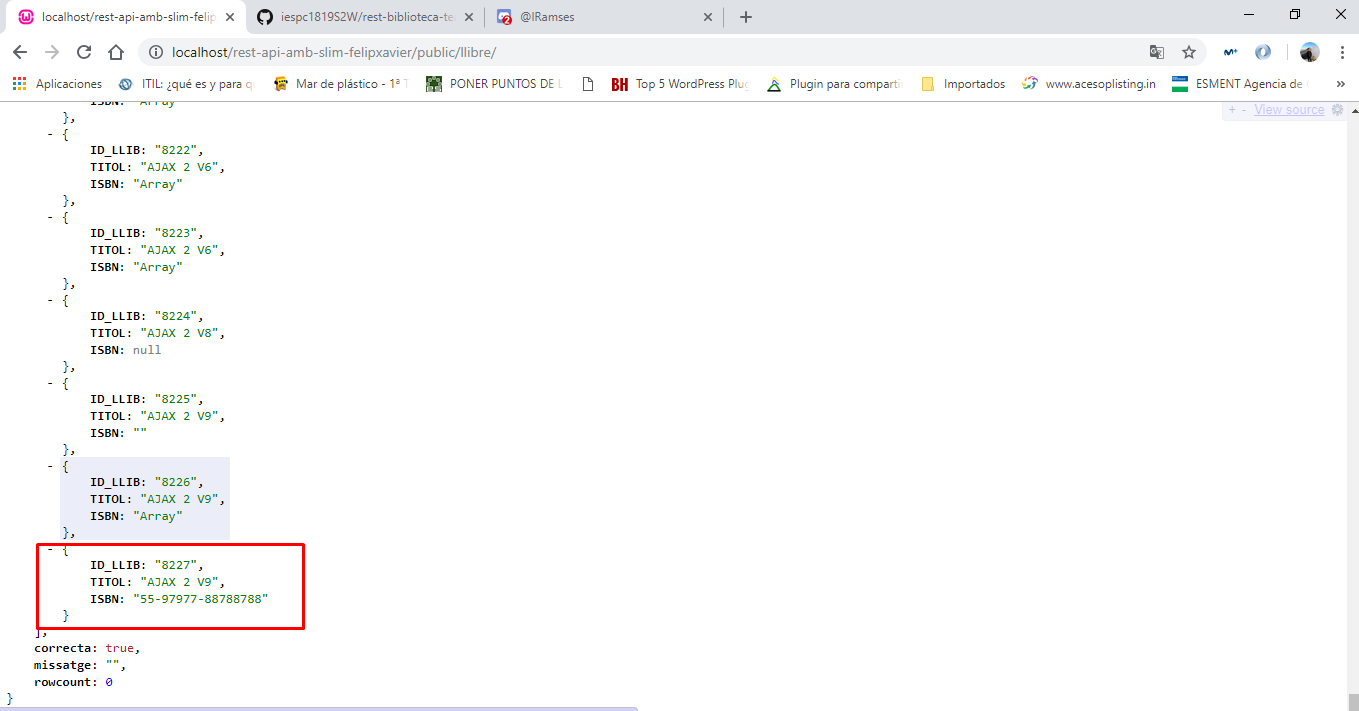 localhost/rest-api-amb-slim-felip
iespc1819S2W/rest-biblioteca-te
2
@IRamses
localhost/rest-api-amb-slim-felipxavier/public/llibre/
Aplicaciones
ITIL: ¿qué es y para q
Mar de plástico - 1ª T
PONER PUNTOS DE L
BH Top 5 WordPress Plug
Plugin para compartir
Importados
www.acesoplisting.in
ESMENT Agencia de
»
+ - View source
ISBN: "Array"
},
- {
ID_LLIB: "8222",
TITOL: "AJAX 2 V6",
ISBN: "Array"
},
- {
ID_LLIB: "8223",
TITOL: "AJAX 2 V6",
ISBN: "Array"
},
- {
ID_LLIB: "8224",
TITOL: "AJAX 2 V8",
ISBN: null
},
- {
ID_LLIB: "8225",
TITOL: "AJAX 2 V9",
ISBN: ""
},
- {
ID_LLIB: "8226",
TITOL: "AJAX 2 V9",
ISBN: "Array"
},
- {
ID_LLIB: "8227",
TITOL: "AJAX 2 V9",
ISBN: "55-97977-88788788"
}
],
correcta: true,
missatge: "",
rowcount: 0
}